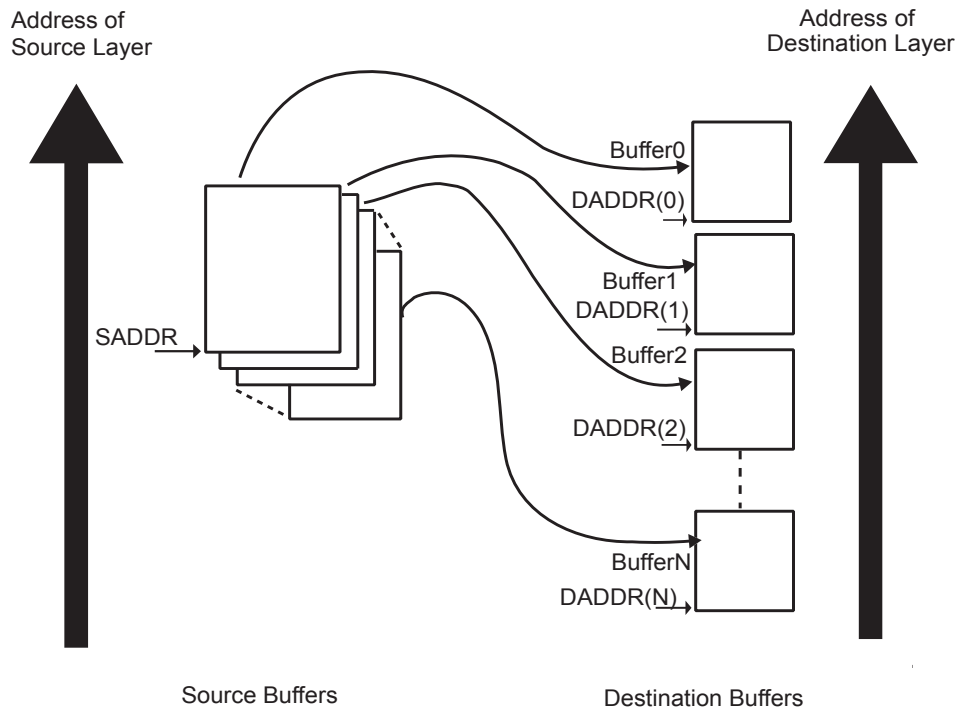 Address of
Source Layer
Address of
Destination Layer
Buffer0
DADDR(0)
Buffer1
DADDR(1)
SADDR
Buffer2
DADDR(2)
BufferN
DADDR(N)
Source Buffers
Destination Buffers